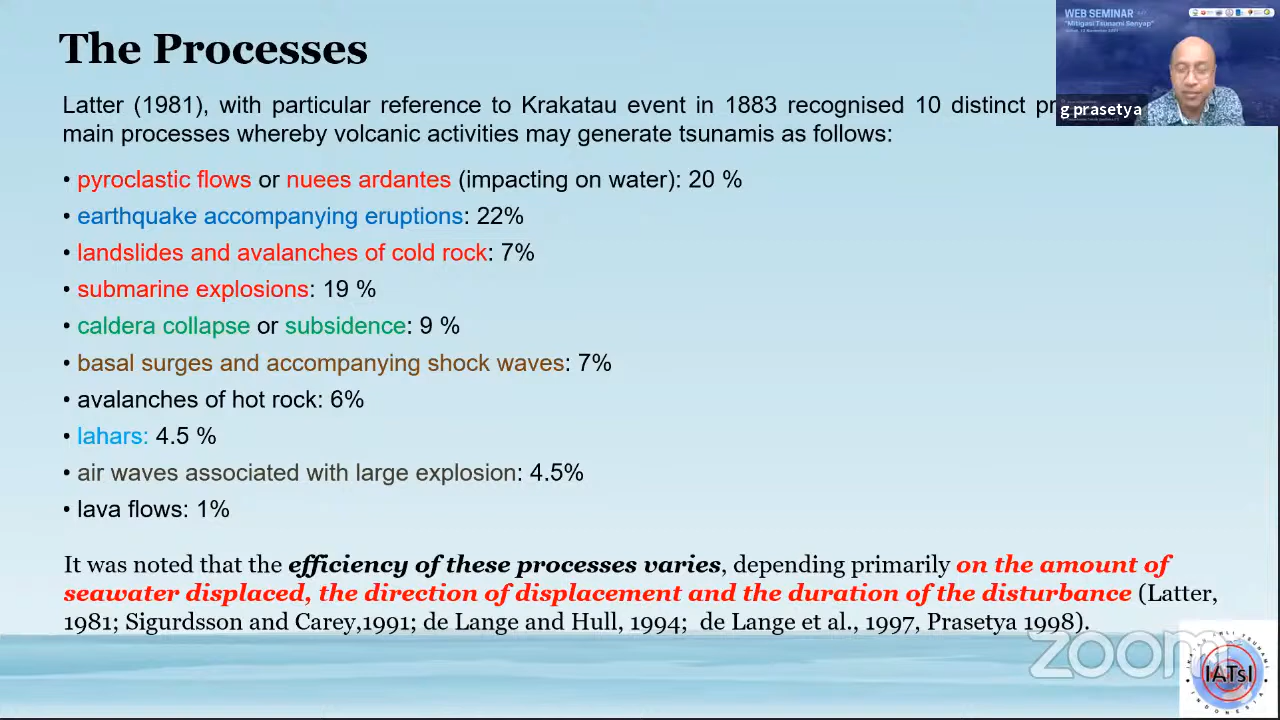 The Processes
WEB SEMINAR
"Mitigasi Tsunami Senyap"
g prasetya
Latter (1981), with particular reference to Krakatau event in 1883 recognised 10 distinct
main processes whereby volcanic activities may generate tsunamis as follows:
• pyroclastic flows or nuees ardantes (impacting on water): 20 %
• earthquake accompanying eruptions: 22%
• landslides and avalanches of cold rock: 7%
• submarine explosions: 19 %
• caldera collapse or subsidence: 9 %
• basal surges and accompanying shock waves: 7%
• avalanches of hot rock: 6%
• lahars: 4.5 %
• air waves associated with large explosion: 4.5%
• lava flows: 1%
It was noted that the efficiency of these processes varies, depending primarily on the amount of
seawater displaced, the direction of displacement and the duration of the disturbance (Latter,
1981; Sigurdsson and Carey,1991; de Lange and Hull, 1994; de Lange et al., 1997, Prasetya 1998).
zoom
IATsI
INDONESIA